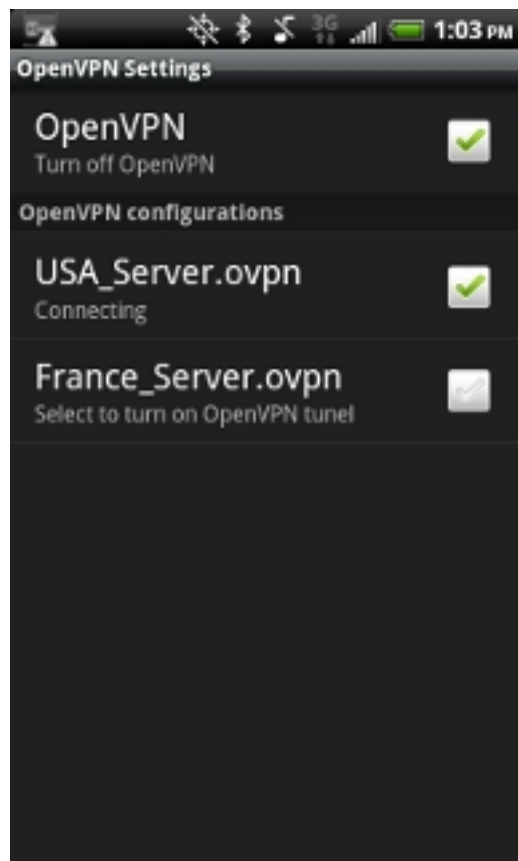 3G 1:03 PM
OpenVPN Settings
OpenVPN
Turn off OpenVPN
OpenVPN configurations
USA_Server.ovpn
Connecting
France_Server.ovpn
Select to turn on OpenVPN tunel